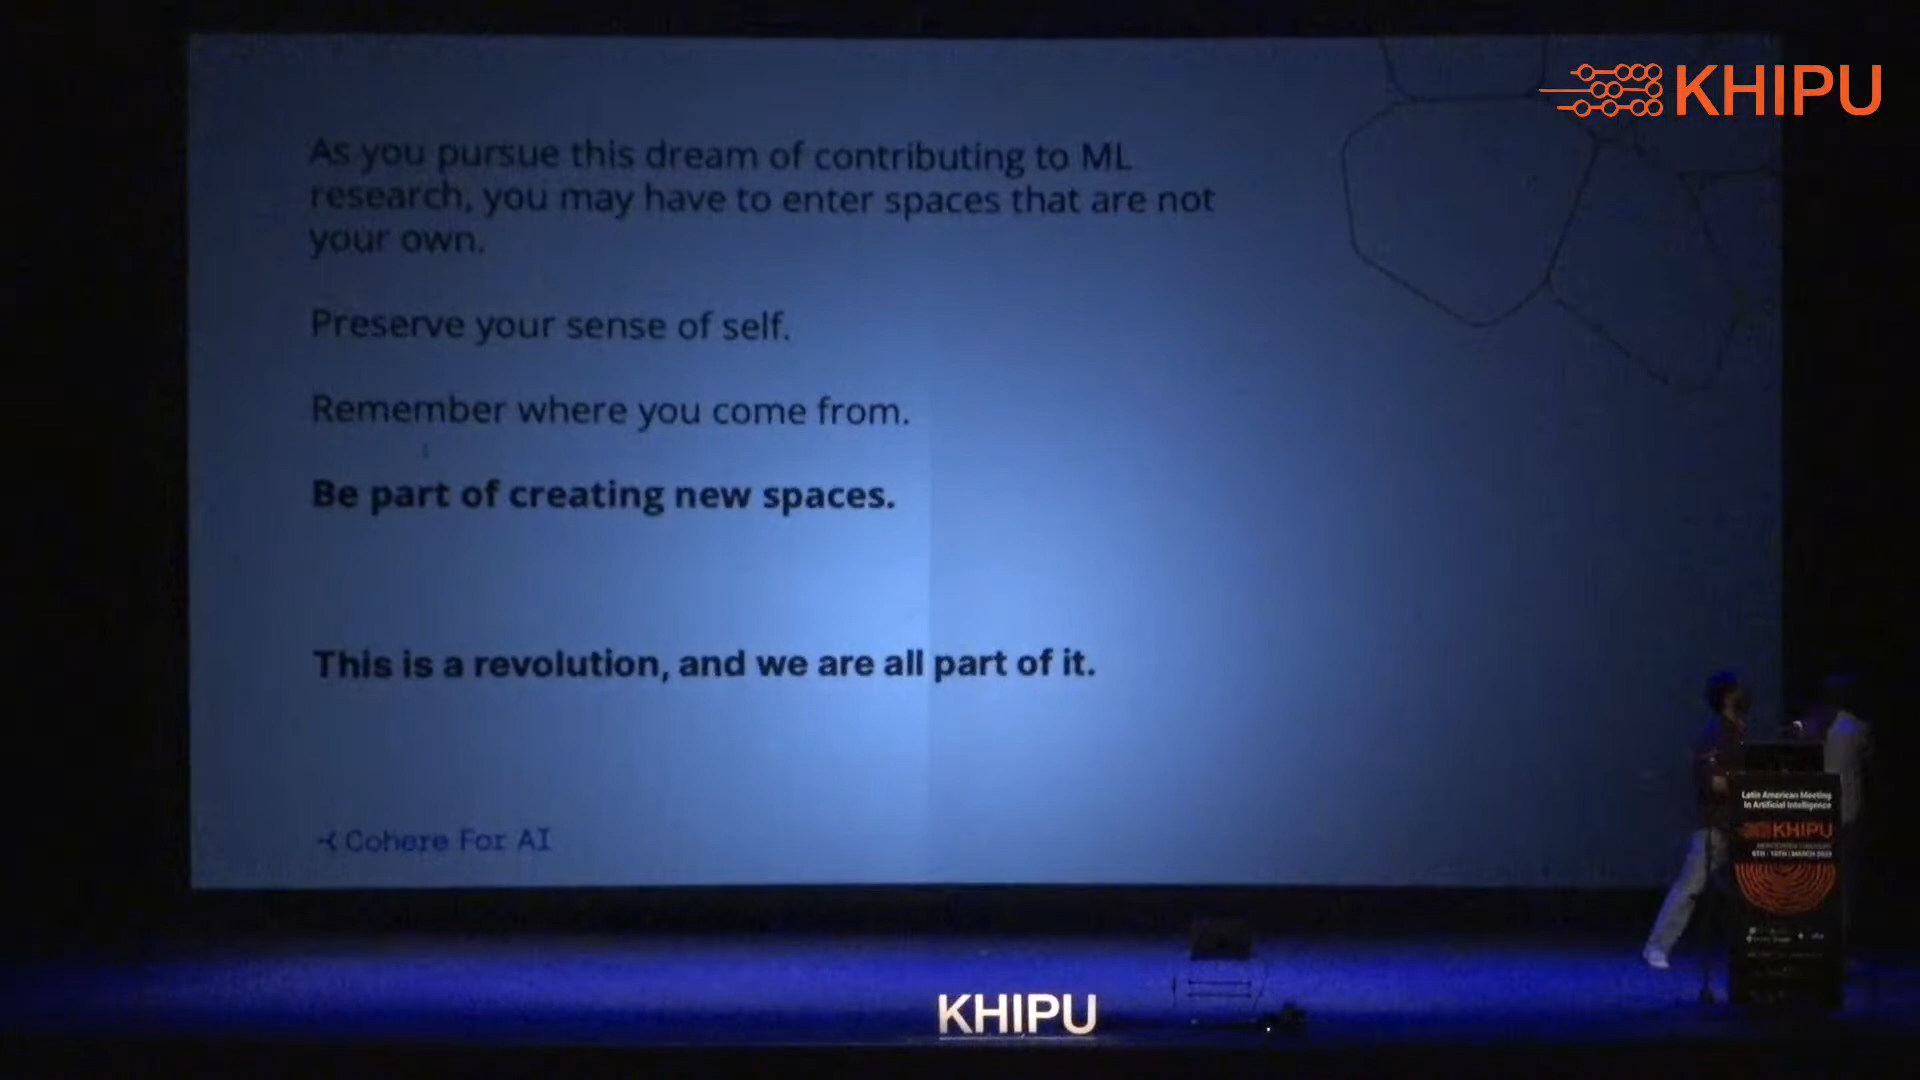 KHIPU
As you pursue this dream of contributing to ML
research, you may have to enter spaces that are not
your own.
Preserve your sense of self.
Remember where you come from.
Be part of creating new spaces.
This is a revolution, and we are all part of it.
Cohere For AI
Latin American Meeting
in Artificial Intelligence
KHIPU
KHIPU